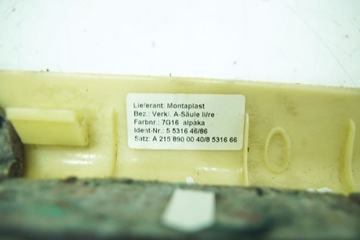 Lieferant: Montaplast
Bez.: Verkl. A-Säule li/re
Farbnr.: 7G16 alpaka
Ident-Nr.: 5 5316 46/86
Satz: A 215 890 00 40/8 5316 66